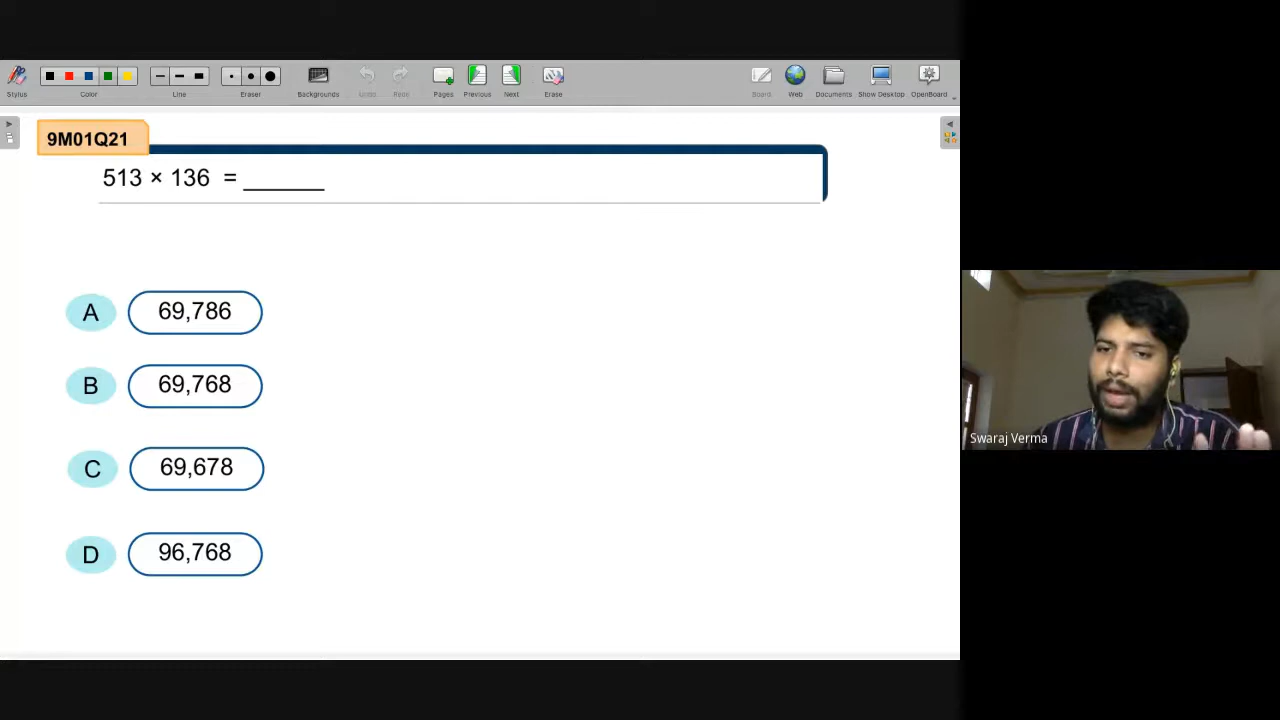 Stylus
Color
Line
Eraser
Backgrounds
Undo
Redo
Pages
Previous
Next
Erase
Board
Web
Documents
Show Desktop
OpenBoard
9M01Q21
513 × 136 = ______
A 69,786
B 69,768
C 69,678
D 96,768
Swaraj Verma